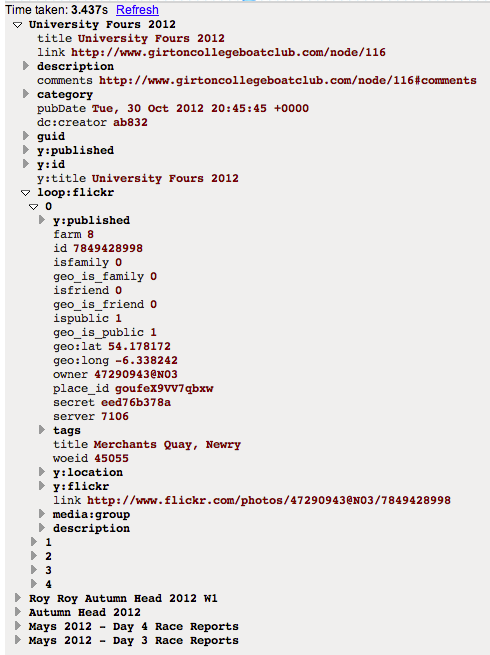 Time taken: 3.437s Refresh
University Fours 2012
title University Fours 2012
link http://www.girtoncollegeboatclub.com/node/116
description
comments http://www.girtoncollegeboatclub.com/node/116#comments
category
pubDate Tue, 30 Oct 2012 20:45:45 +0000
dc:creator ab832
guid
y:published
y:id
y:title University Fours 2012
loop:flickr
0
y:published
farm 8
id 7849428998
isfamily 0
geo_is_family 0
isfriend 0
geo_is_friend 0
ispublic 1
geo_is_public 1
geo:lat 54.178172
geo:long -6.338242
owner 47290943@N03
place_id goufeX9VV7qbxw
secret eed76b378a
server 7106
tags
title Merchants Quay, Newry
woeid 45055
y:location
y:flickr
link http://www.flickr.com/photos/47290943@N03/7849428998
media:group
description
1
2
3
4
Roy Roy Autumn Head 2012 W1
Autumn Head 2012
Mays 2012 - Day 4 Race Reports
Mays 2012 - Day 3 Race Reports